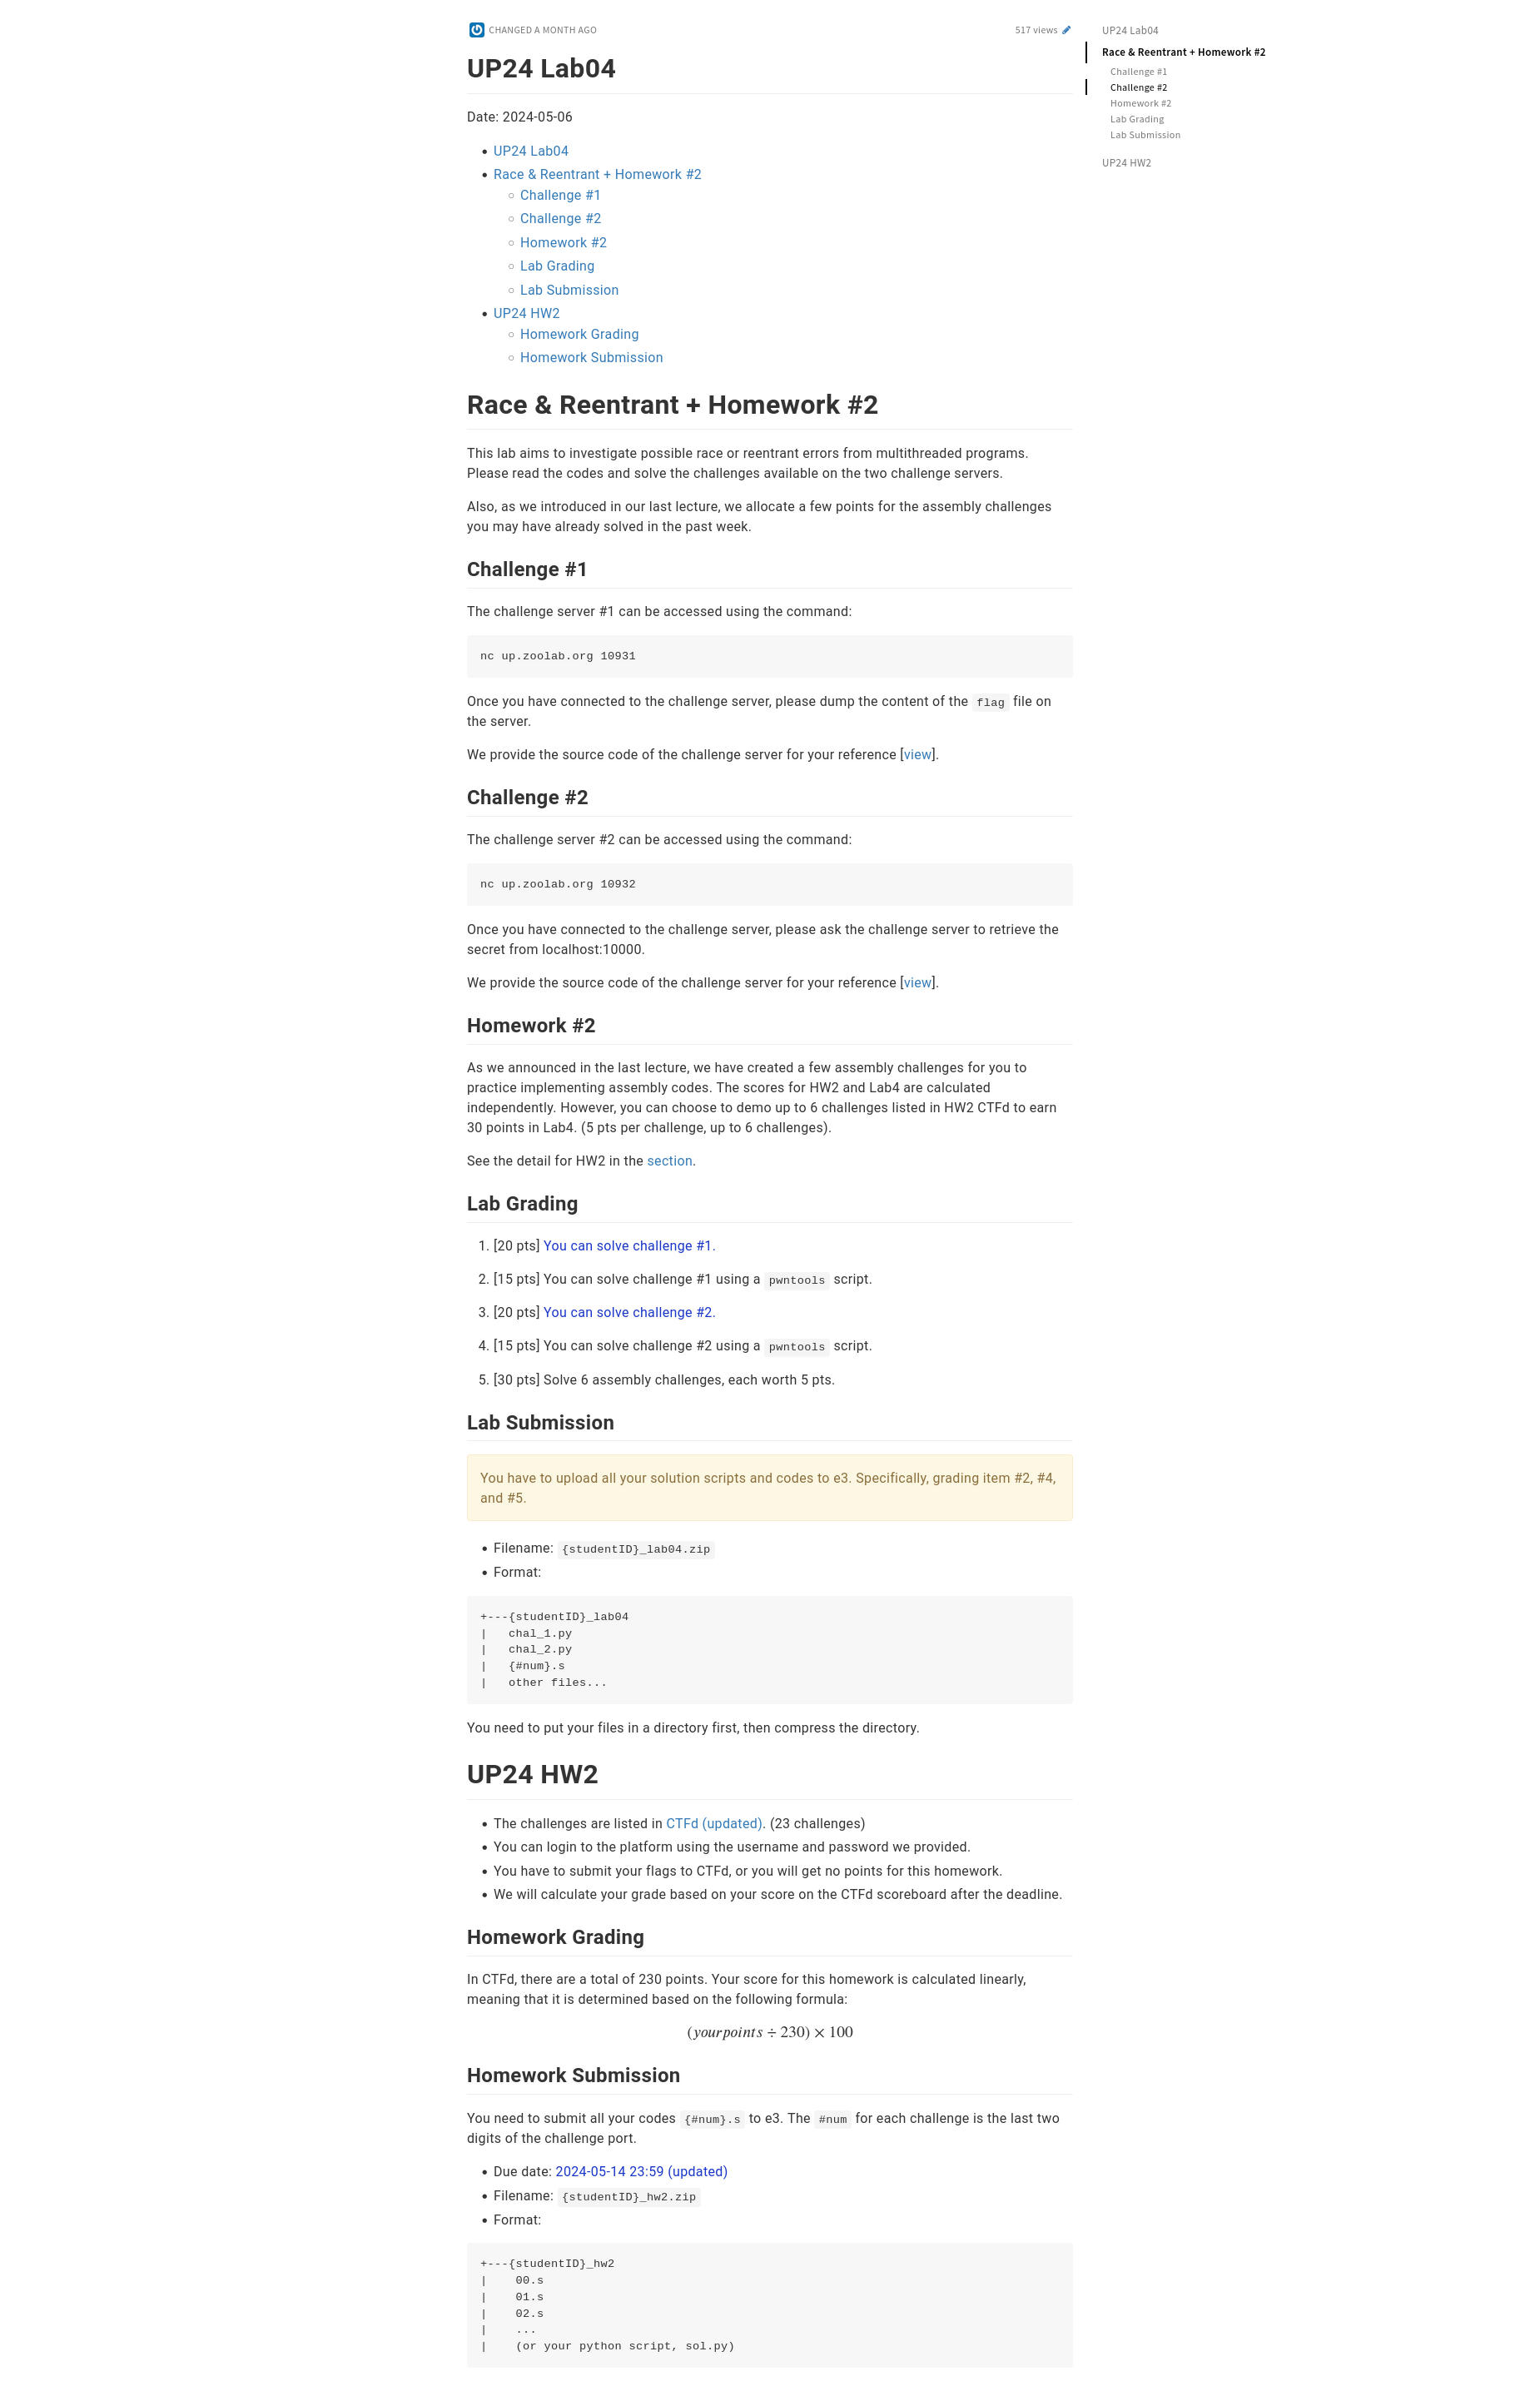 CHANGED A MONTH AGO
517 views
UP24 Lab04
Date: 2024-05-06
UP24 Lab04
Race & Reentrant + Homework #2
Challenge #1
Challenge #2
Homework #2
Lab Grading
Lab Submission
UP24 HW2
Homework Grading
Homework Submission
Race & Reentrant + Homework #2
This lab aims to investigate possible race or reentrant errors from multithreaded programs.
Please read the codes and solve the challenges available on the two challenge servers.
Also, as we introduced in our last lecture, we allocate a few points for the assembly challenges
you may have already solved in the past week.
Challenge #1
The challenge server #1 can be accessed using the command:
nc up.zoolab.org 10931
Once you have connected to the challenge server, please dump the content of the flag file on
the server.
We provide the source code of the challenge server for your reference [view].
Challenge #2
The challenge server #2 can be accessed using the command:
nc up.zoolab.org 10932
Once you have connected to the challenge server, please ask the challenge server to retrieve the
secret from localhost:10000.
We provide the source code of the challenge server for your reference [view].
Homework #2
As we announced in the last lecture, we have created a few assembly challenges for you to
practice implementing assembly codes. The scores for HW2 and Lab4 are calculated
independently. However, you can choose to demo up to 6 challenges listed in HW2 CTFd to earn
30 points in Lab4. (5 pts per challenge, up to 6 challenges).
See the detail for HW2 in the section.
Lab Grading
1. [20 pts] You can solve challenge #1.
2. [15 pts] You can solve challenge #1 using a pwntools script.
3. [20 pts] You can solve challenge #2.
4. [15 pts] You can solve challenge #2 using a pwntools script.
5. [30 pts] Solve 6 assembly challenges, each worth 5 pts.
Lab Submission
You have to upload all your solution scripts and codes to e3. Specifically, grading item #2, #4,
and #5.
Filename: {studentID}_lab04.zip
Format:
+---{studentID}_lab04
|   chal_1.py
|   chal_2.py
|   {#num}.s
|   other files...
You need to put your files in a directory first, then compress the directory.
UP24 HW2
The challenges are listed in CTFd (updated). (23 challenges)
You can login to the platform using the username and password we provided.
You have to submit your flags to CTFd, or you will get no points for this homework.
We will calculate your grade based on your score on the CTFd scoreboard after the deadline.
Homework Grading
In CTFd, there are a total of 230 points. Your score for this homework is calculated linearly,
meaning that it is determined based on the following formula:
(yourpoints ÷ 230) × 100
Homework Submission
You need to submit all your codes {#num}.s to e3. The #num for each challenge is the last two
digits of the challenge port.
Due date: 2024-05-14 23:59 (updated)
Filename: {studentID}_hw2.zip
Format:
+---{studentID}_hw2
|    00.s
|    01.s
|    02.s
|    ...
|    (or your python script, sol.py)
UP24 Lab04
Race & Reentrant + Homework #2
Challenge #1
Challenge #2
Homework #2
Lab Grading
Lab Submission
UP24 HW2